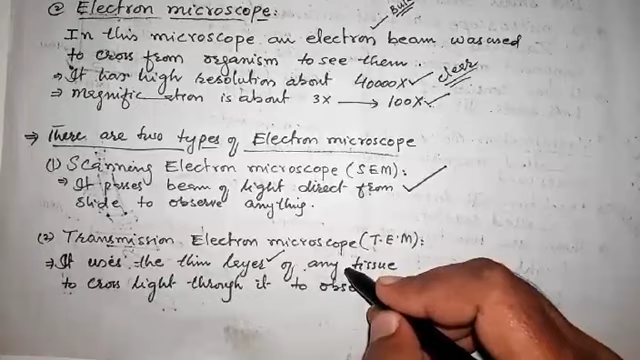 ② Electron microscope:
In this microscope an electron beam was used
to cross from organism to see them.
⇒ It has high resolution about 40000X clear
⇒ Magnification is about 3X → 100X
⇒ There are two types of Electron microscope
(1) Scanning Electron microscope (SEM):
⇒ It passes beam of light direct from
slide to observe anything.
(2) Transmission Electron microscope (T.E.M):
⇒ It uses the thin layer of any tissue
to cross light through it to